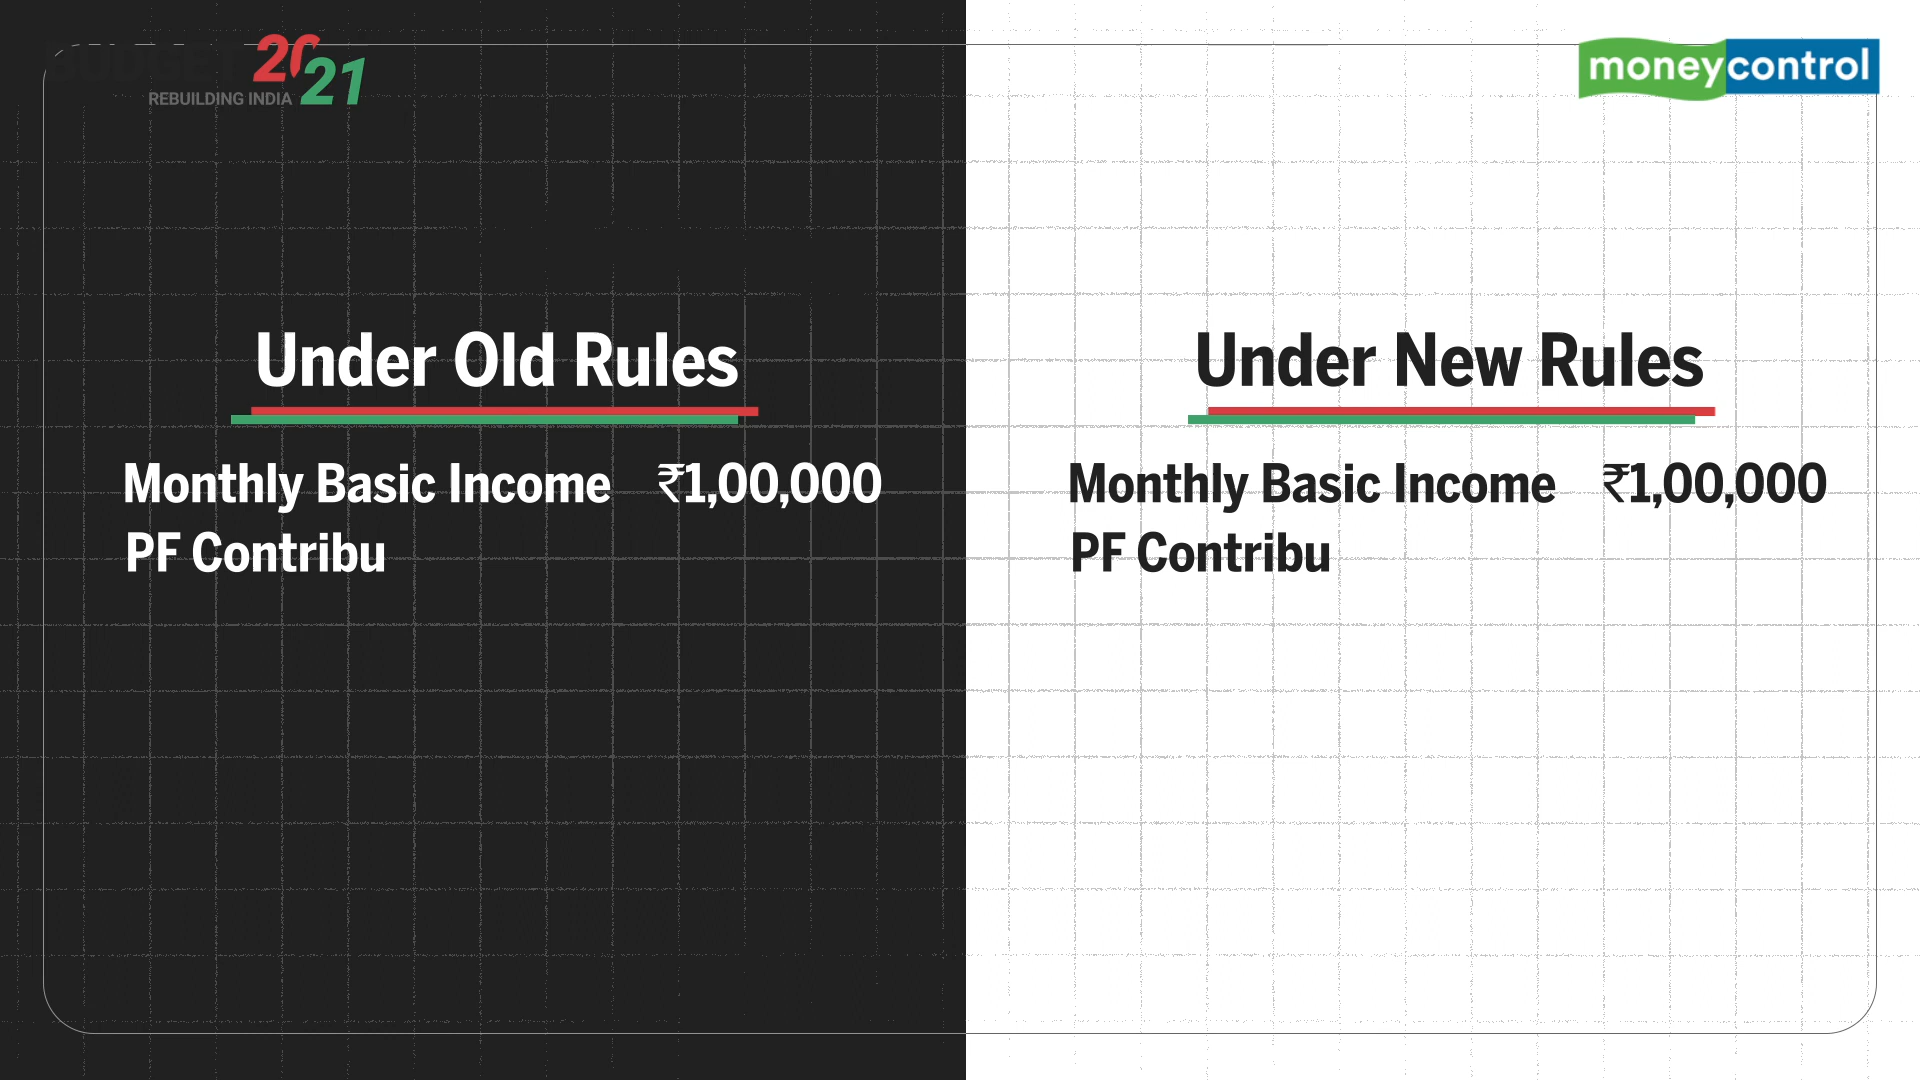 BUDGET 2021
REBUILDING INDIA
moneycontrol
Under Old Rules
Monthly Basic Income ₹1,00,000
PF Contribu
Under New Rules
Monthly Basic Income ₹1,00,000
PF Contribu